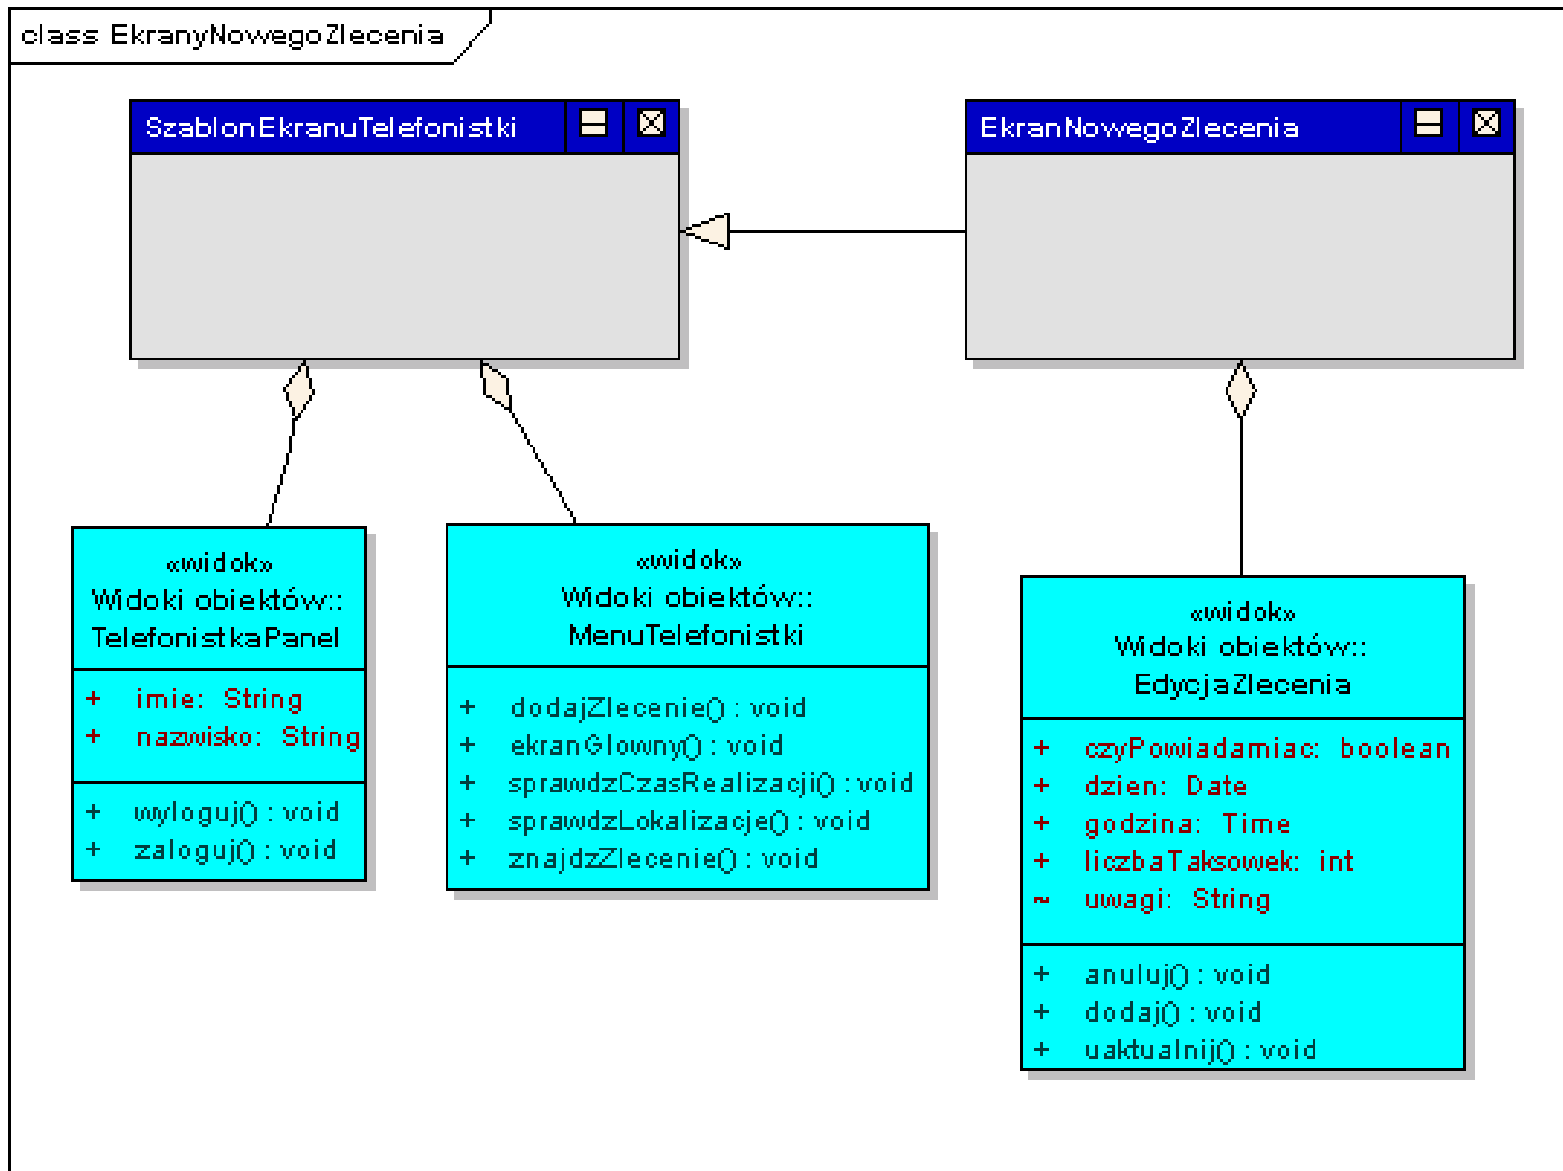 class EkranyNowegoZlecenia
SzablonEkranuTelefonistki
EkranNowegoZlecenia
«widok»
Widoki obiektów::
TelefonistkaPanel
+ imie: String
+ nazwisko: String
+ wyloguj() : void
+ zaloguj() : void
«widok»
Widoki obiektów::
MenuTelefonistki
+ dodajZlecenie() : void
+ ekranGlowny() : void
+ sprawdzCzasRealizacji() : void
+ sprawdzLokalizacje() : void
+ znajdzZlecenie() : void
«widok»
Widoki obiektów::
EdycjaZlecenia
+ czyPowiadamiac: boolean
+ dzien: Date
+ godzina: Time
+ liczbaTaksowek: int
~ uwagi: String
+ anuluj() : void
+ dodaj() : void
+ uaktualnij() : void